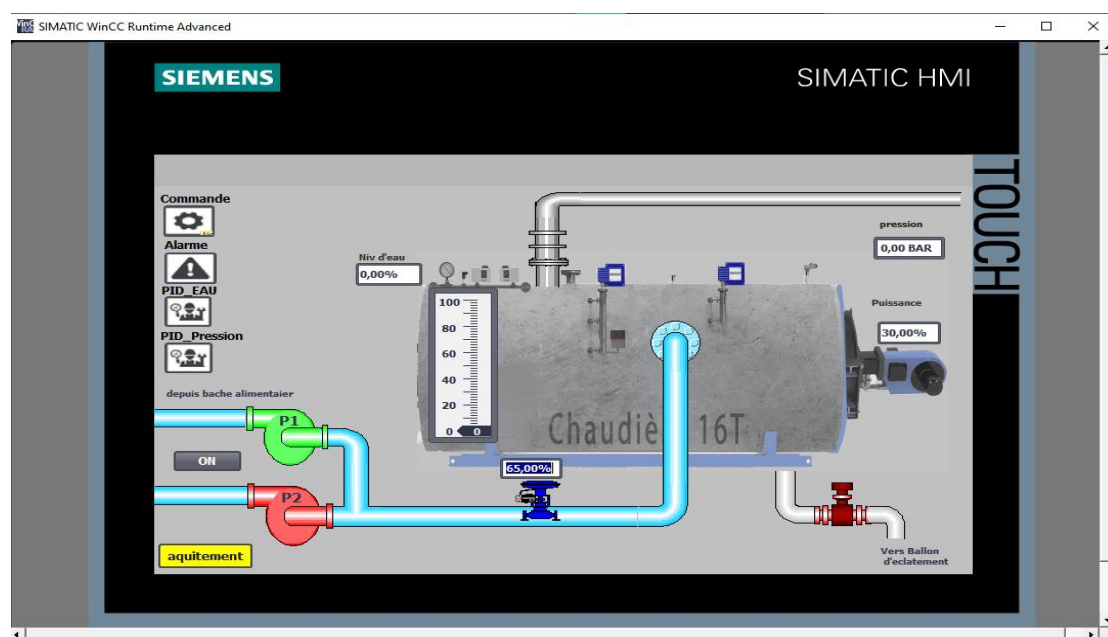 SIMATIC WinCC Runtime Advanced
SIEMENS
SIMATIC HMI
TOUCH
Commande
Alarme
PID_EAU
PID_Pression
depuis bache alimentaier
P1
ON
P2
aquitement
Niv d'eau
0,00%
100
80
60
40
20
0 0
Chaudiè 16T
65,00%
pression
0,00 BAR
Puissance
30,00%
Vers Ballon
d'eclatement